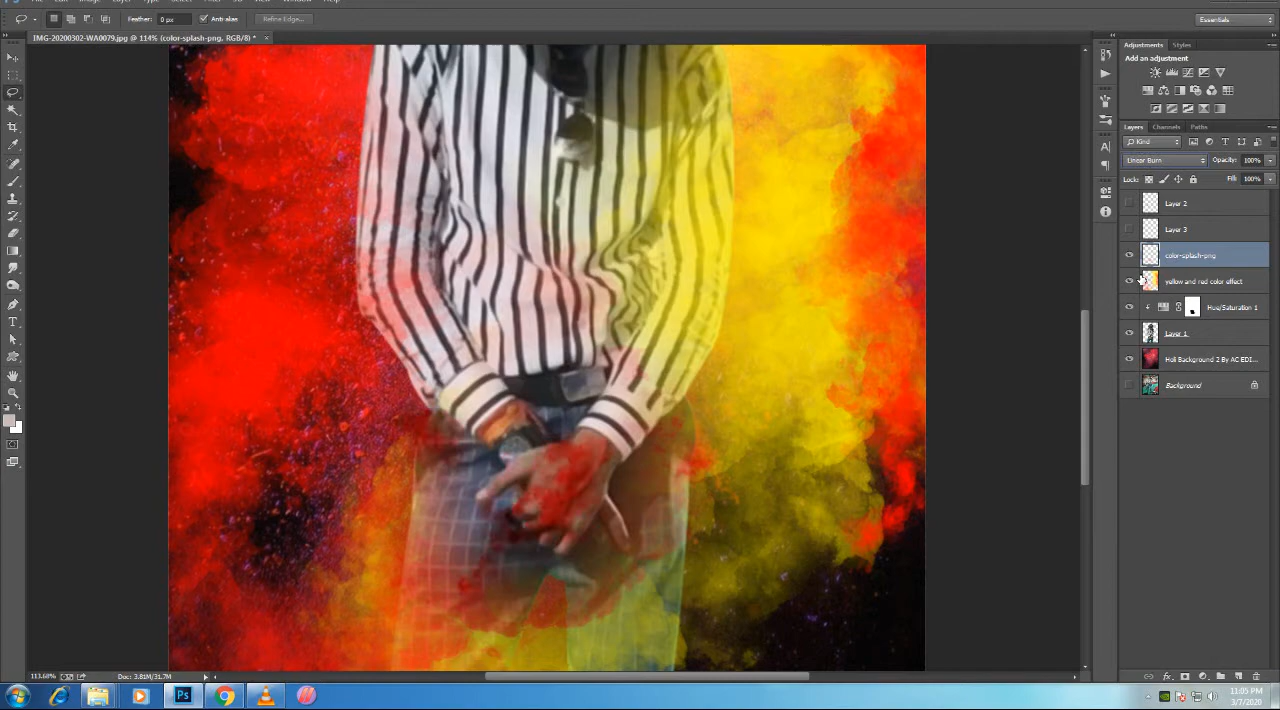 Feather: 0 px Anti-alias Refine Edge... Essentials
IMG-20200302-WA0079.jpg @ 114% (color-splash-png, RGB/8) * ×
Adjustments Styles
Add an adjustment
Layers Channels Paths
Kind
Linear Burn Opacity: 100%
Lock: Fill: 100%
Layer 2
Layer 3
color-splash-png
yellow and red color effect
Hue/Saturation 1
Layer 1
Holi Background 2 By AC EDI...
Background
113.68% Doc: 3.81M/31.7M
Ps
11:05 PM
3/7/2020